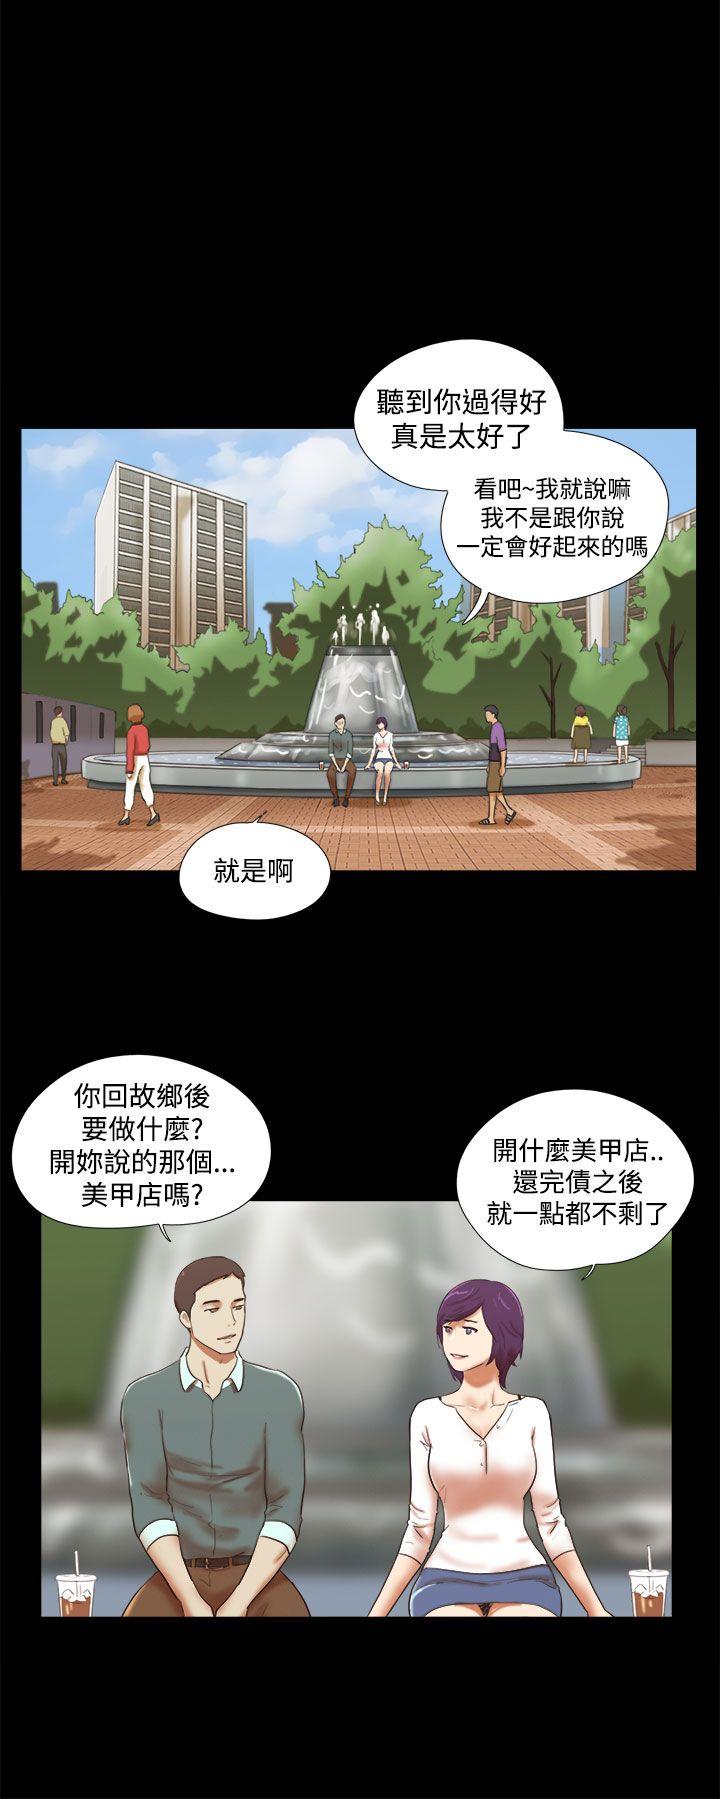 聽到你過得好
真是太好了
看吧~我就說嘛
我不是跟你說
一定會好起來的嗎
就是啊
你回故鄉後
要做什麼?
開妳說的那個...
美甲店嗎?
開什麼美甲店..
還完債之後
就一點都不剩了